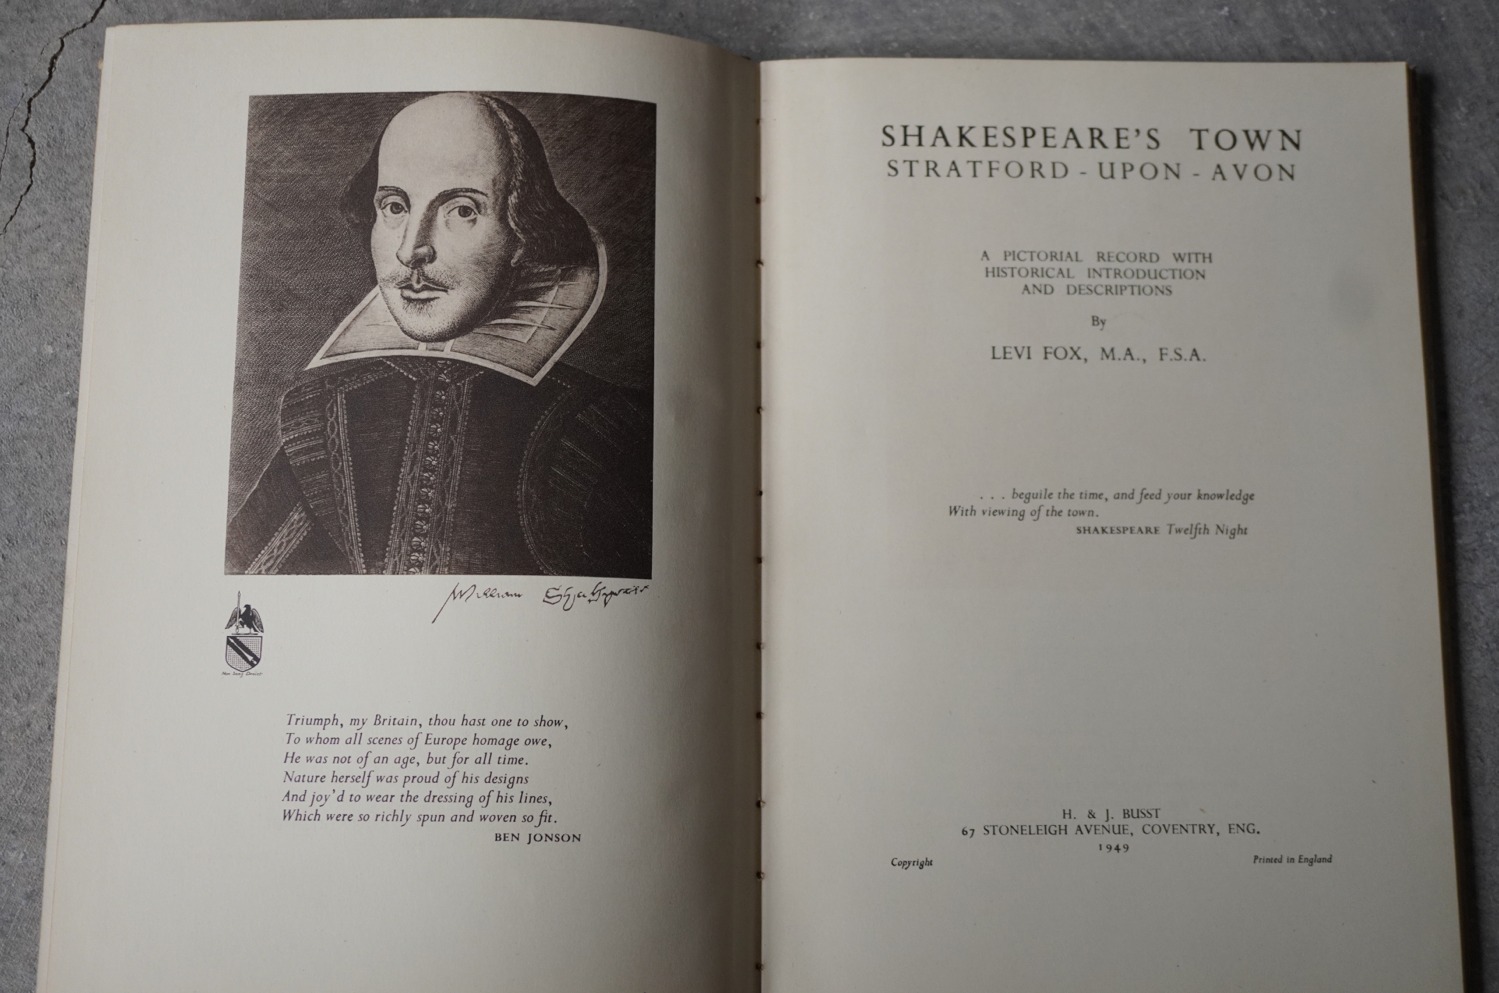 William Shakspeare
Triumph, my Britain, thou hast one to show,
To whom all scenes of Europe homage owe,
He was not of an age, but for all time.
Nature herself was proud of his designs
And joy'd to wear the dressing of his lines,
Which were so richly spun and woven so fit.
BEN JONSON
SHAKESPEARE'S TOWN
STRATFORD - UPON - AVON
A PICTORIAL RECORD WITH
HISTORICAL INTRODUCTION
AND DESCRIPTIONS
By
LEVI FOX, M.A., F.S.A.
. . . beguile the time, and feed your knowledge
With viewing of the town.
SHAKESPEARE Twelfth Night
H. & J. BUSST
67 STONELEIGH AVENUE, COVENTRY, ENG.
1949
Copyright Printed in England